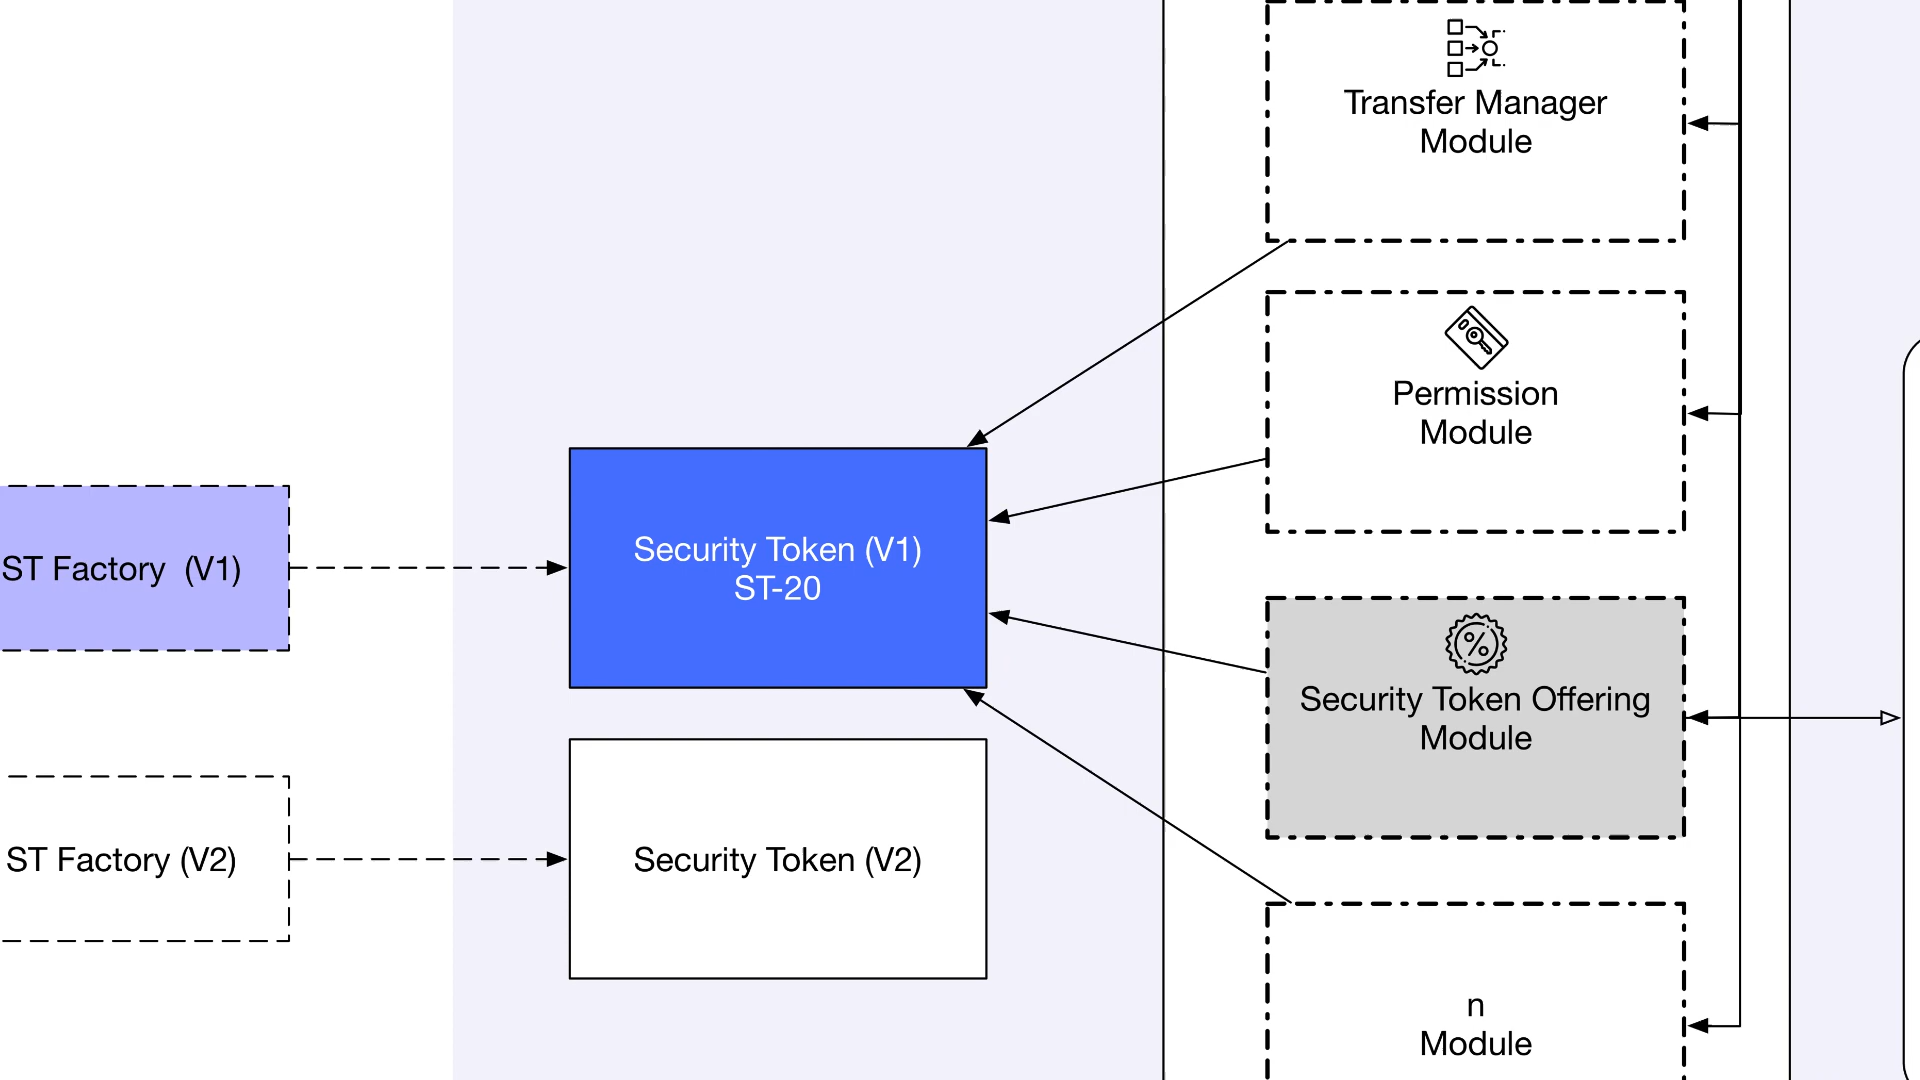 Transfer Manager
Module
Permission
Module
ST Factory (V1)
Security Token (V1)
ST-20
Security Token Offering
Module
ST Factory (V2)
Security Token (V2)
n
Module